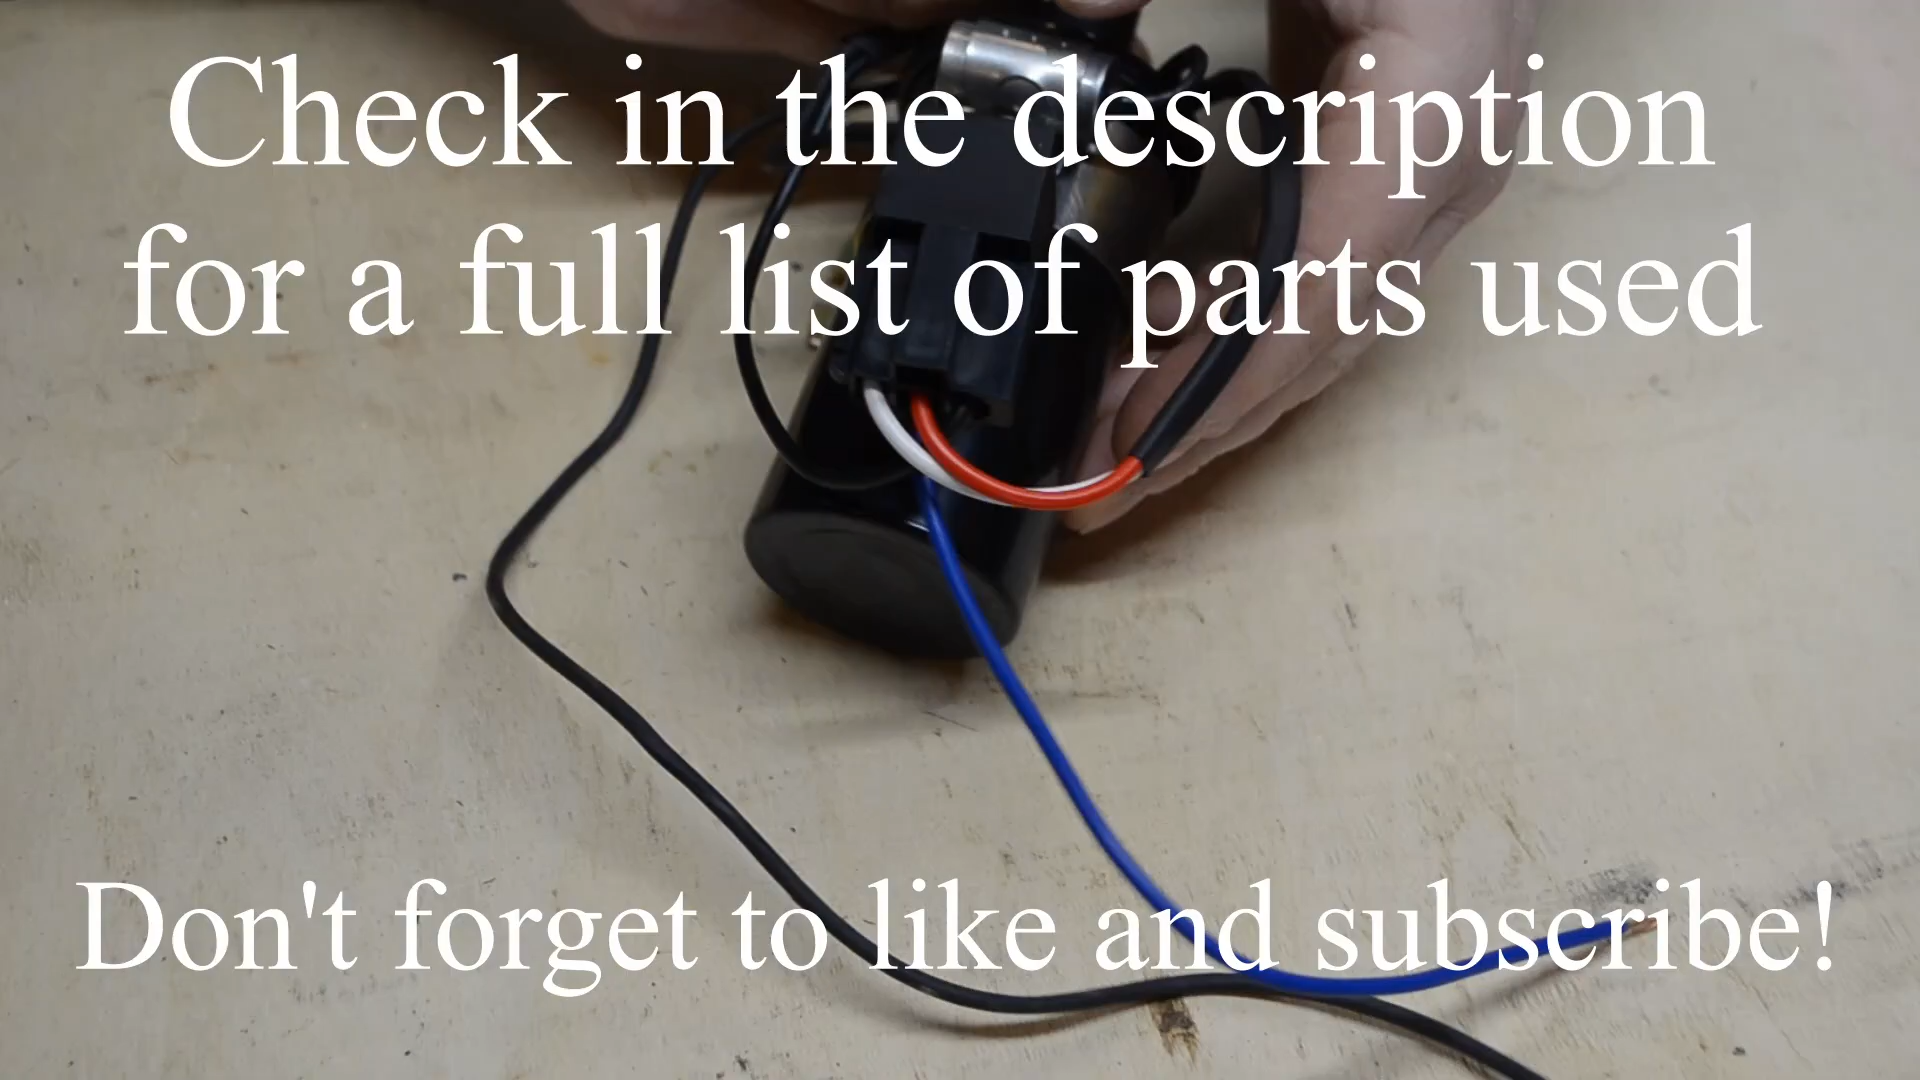 Check in the description
for a full list of parts used
Don't forget to like and subscribe!